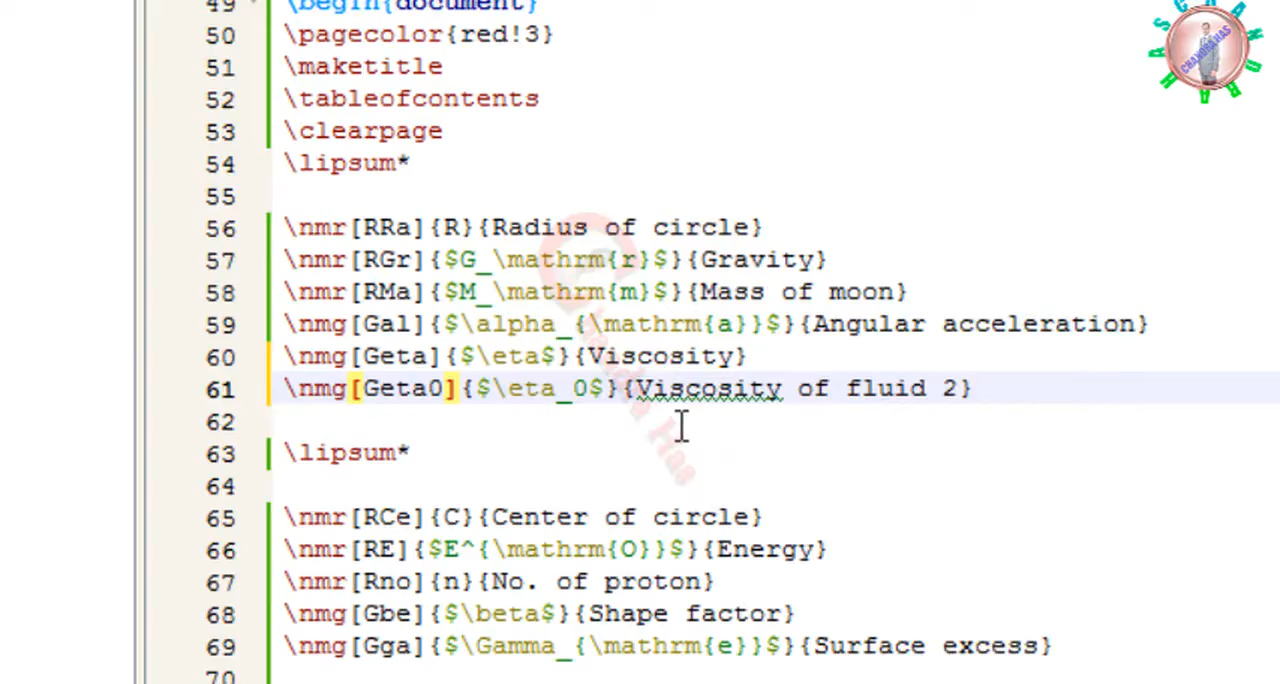 49 \begin{document}
50 \pagecolor{red!3}
51 \maketitle
52 \tableofcontents
53 \clearpage
54 \lipsum*
55
56 \nmr[RRa]{R}{Radius of circle}
57 \nmr[RGr]{$G_\mathrm{r}$}{Gravity}
58 \nmr[RMa]{$M_\mathrm{m}$}{Mass of moon}
59 \nmg[Gal]{$\alpha_{\mathrm{a}}$}{Angular acceleration}
60 \nmg[Geta]{$\eta$}{Viscosity}
61 \nmg[Geta0]{$\eta_0$}{Viscosity of fluid 2}
62
63 \lipsum*
64
65 \nmr[RCe]{C}{Center of circle}
66 \nmr[RE]{$E^{\mathrm{O}}$}{Energy}
67 \nmr[Rno]{n}{No. of proton}
68 \nmg[Gbe]{$\beta$}{Shape factor}
69 \nmg[Gga]{$\Gamma_{\mathrm{e}}$}{Surface excess}
70
CHANDRA HAS
Chandra Has